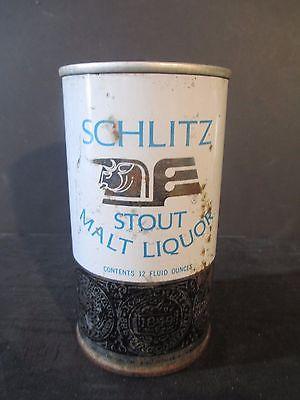 SCHLITZ
®
STOUT
MALT LIQUOR
CONTENTS 12 FLUID OUNCES